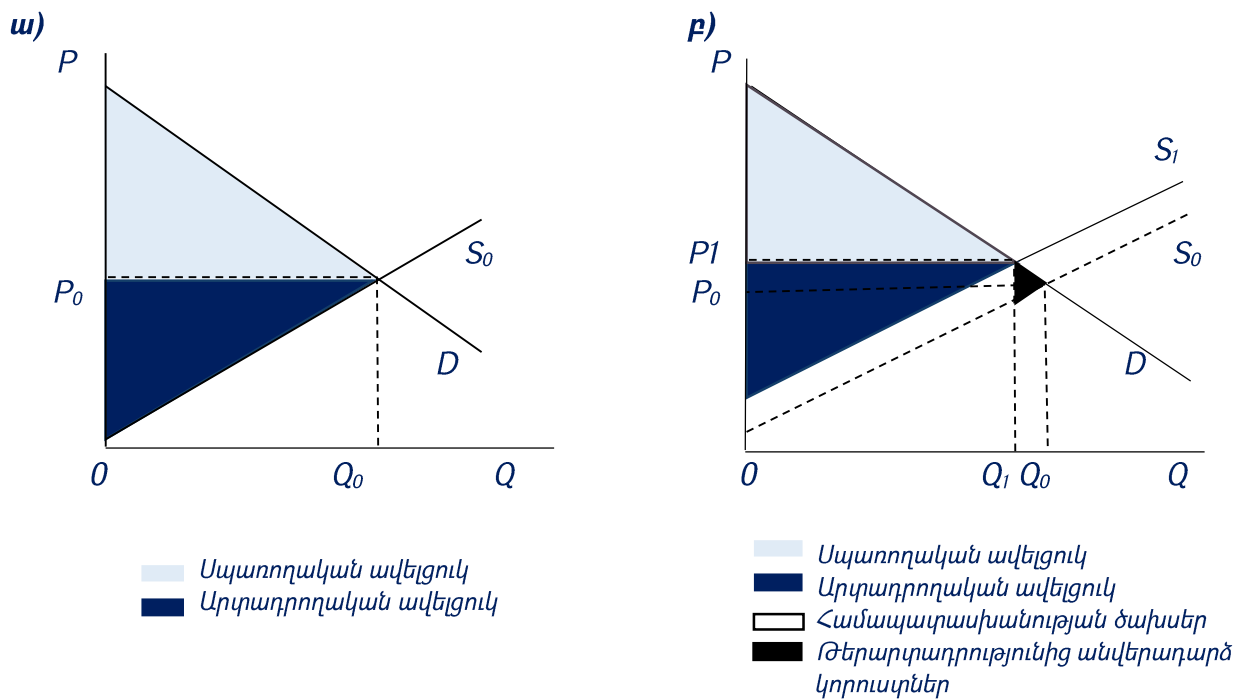 ա)
P
P₀
S₀
D
0
Q₀
Q
Սպառողական ավելցուկ
Արտադրողական ավելցուկ
բ)
P
S₁
P1
S₀
P₀
D
0
Q₁ Q₀
Q
Սպառողական ավելցուկ
Արտադրողական ավելցուկ
Համապատասխանության ծախսեր
Թերարտադրությունից անվերադարձ
կորուստներ